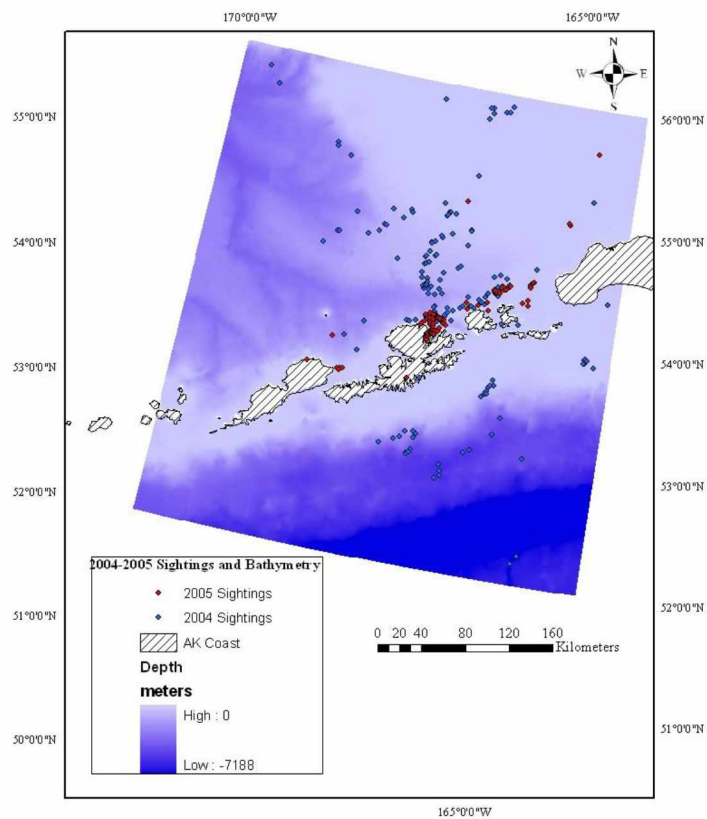 170°0'0"W 165°0'0"W
N
W E
S
55°0'0"N
56°0'0"N
54°0'0"N
55°0'0"N
53°0'0"N
54°0'0"N
52°0'0"N
53°0'0"N
2004-2005 Sightings and Bathymetry
2005 Sightings
2004 Sightings
AK Coast
Depth
meters
High : 0
Low : -7188
0 20 40 80 120 160
Kilometers
51°0'0"N
52°0'0"N
50°0'0"N
51°0'0"N
165°0'0"W